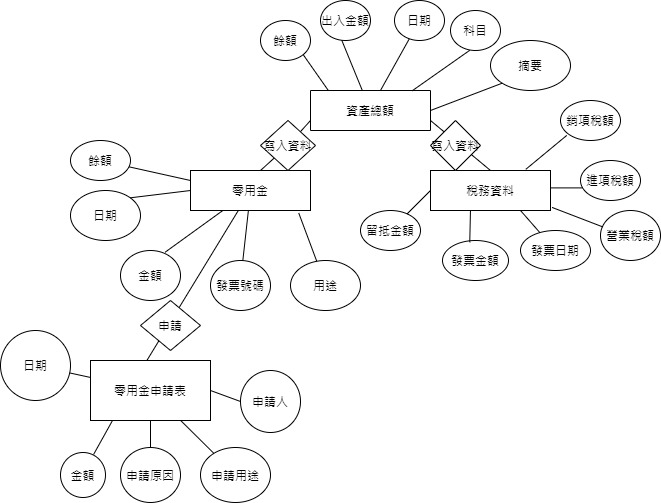 出入金額
日期
科目
餘額
摘要
資產總額
銷項稅額
寫入資料
寫入資料
餘額
零用金
稅務資料
進項稅額
日期
留抵金額
營業稅額
發票日期
發票金額
金額
發票號碼
用途
申請
日期
零用金申請表
申請人
金額
申請原因
申請用途